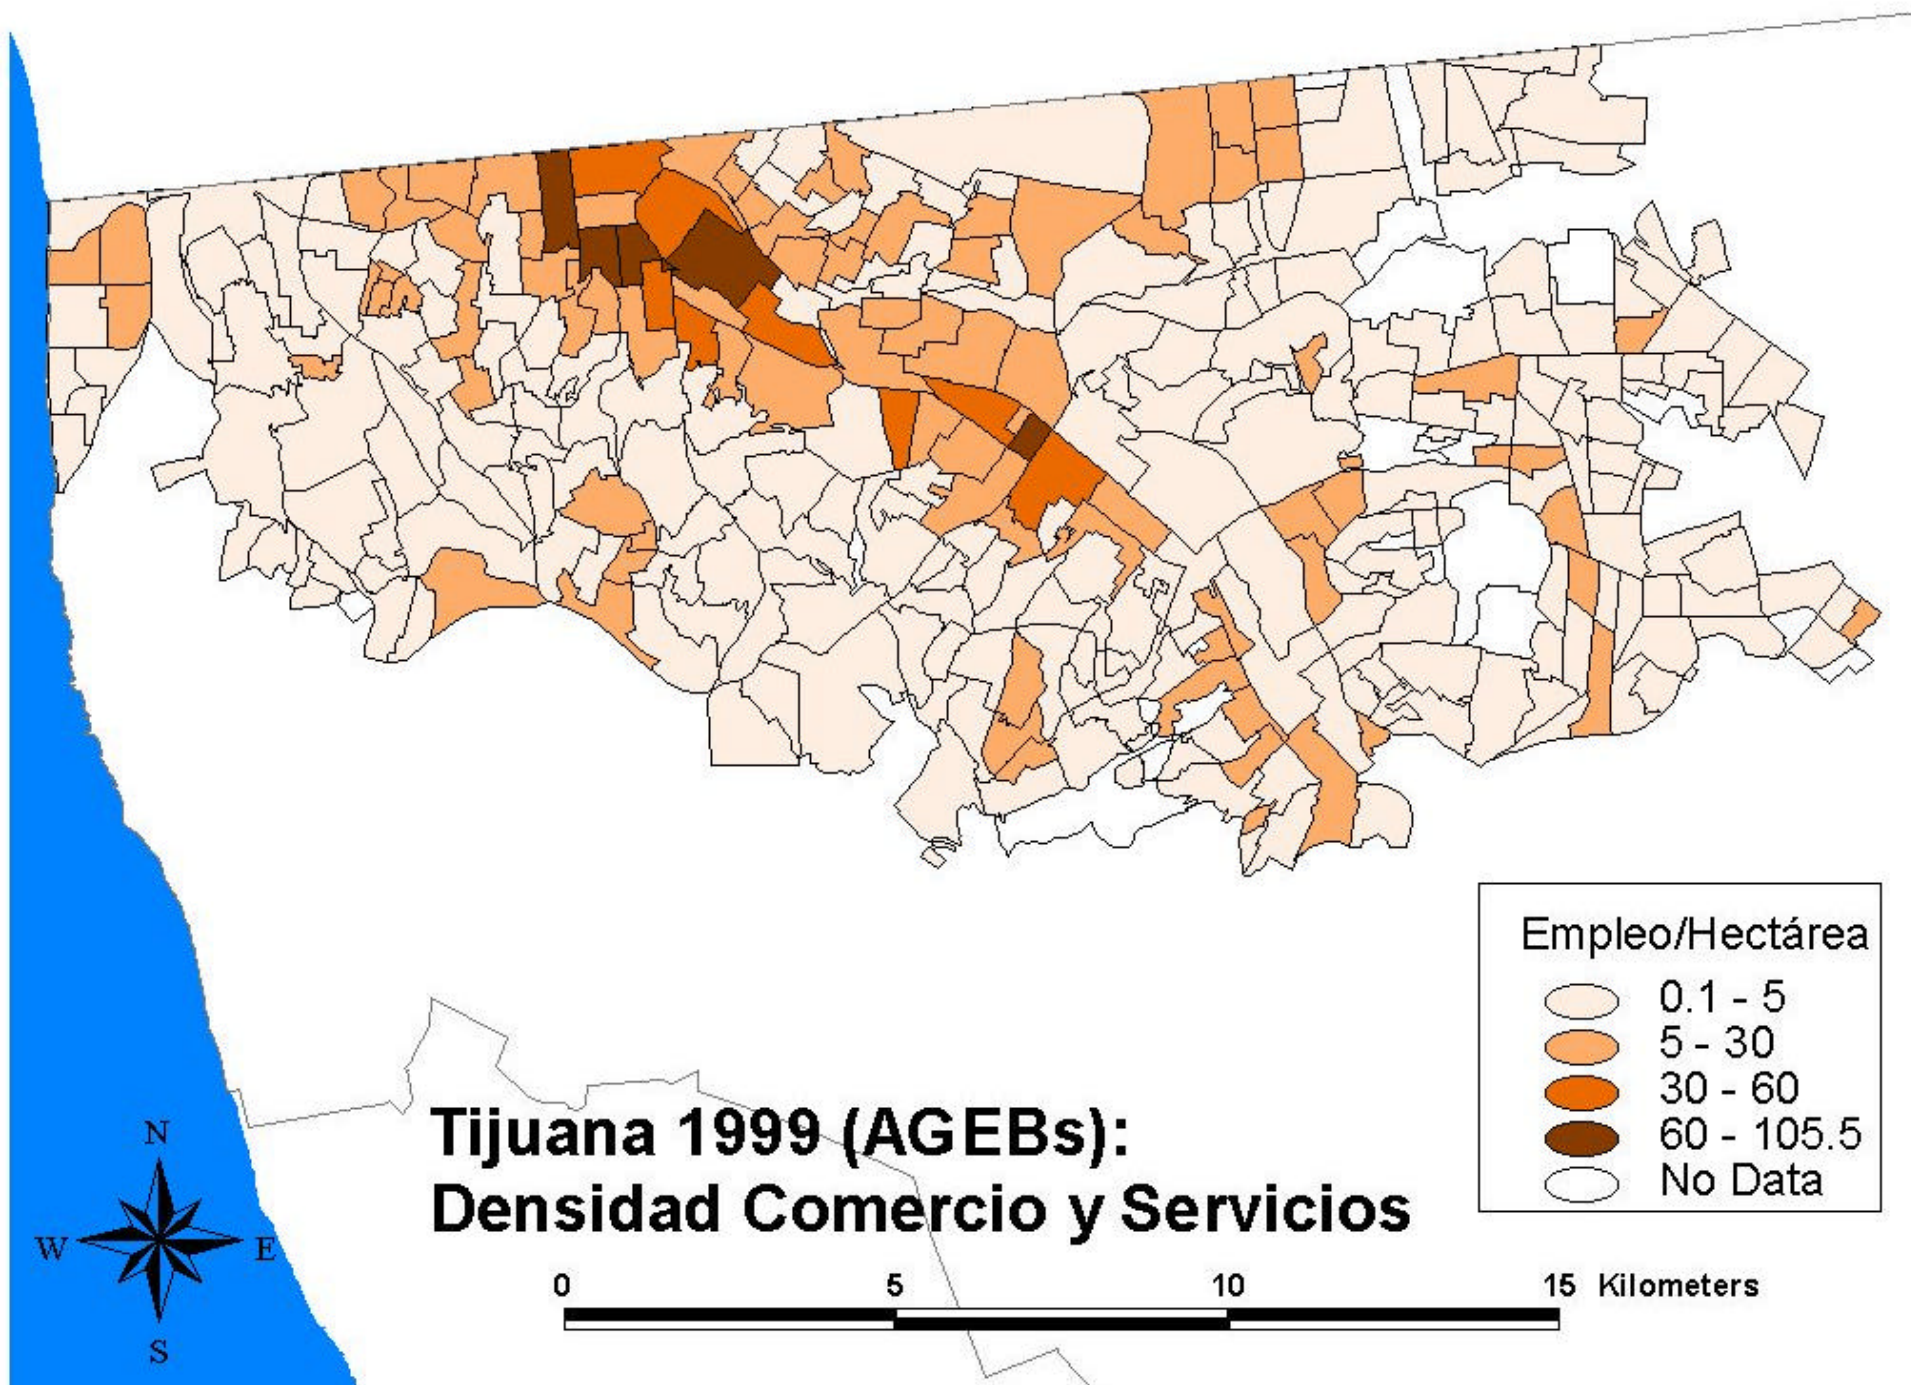 Empleo/Hectárea
0.1 - 5
5 - 30
30 - 60
60 - 105.5
No Data
Tijuana 1999 (AGEBs):
Densidad Comercio y Servicios
N
W E
S
0 5 10 15 Kilometers